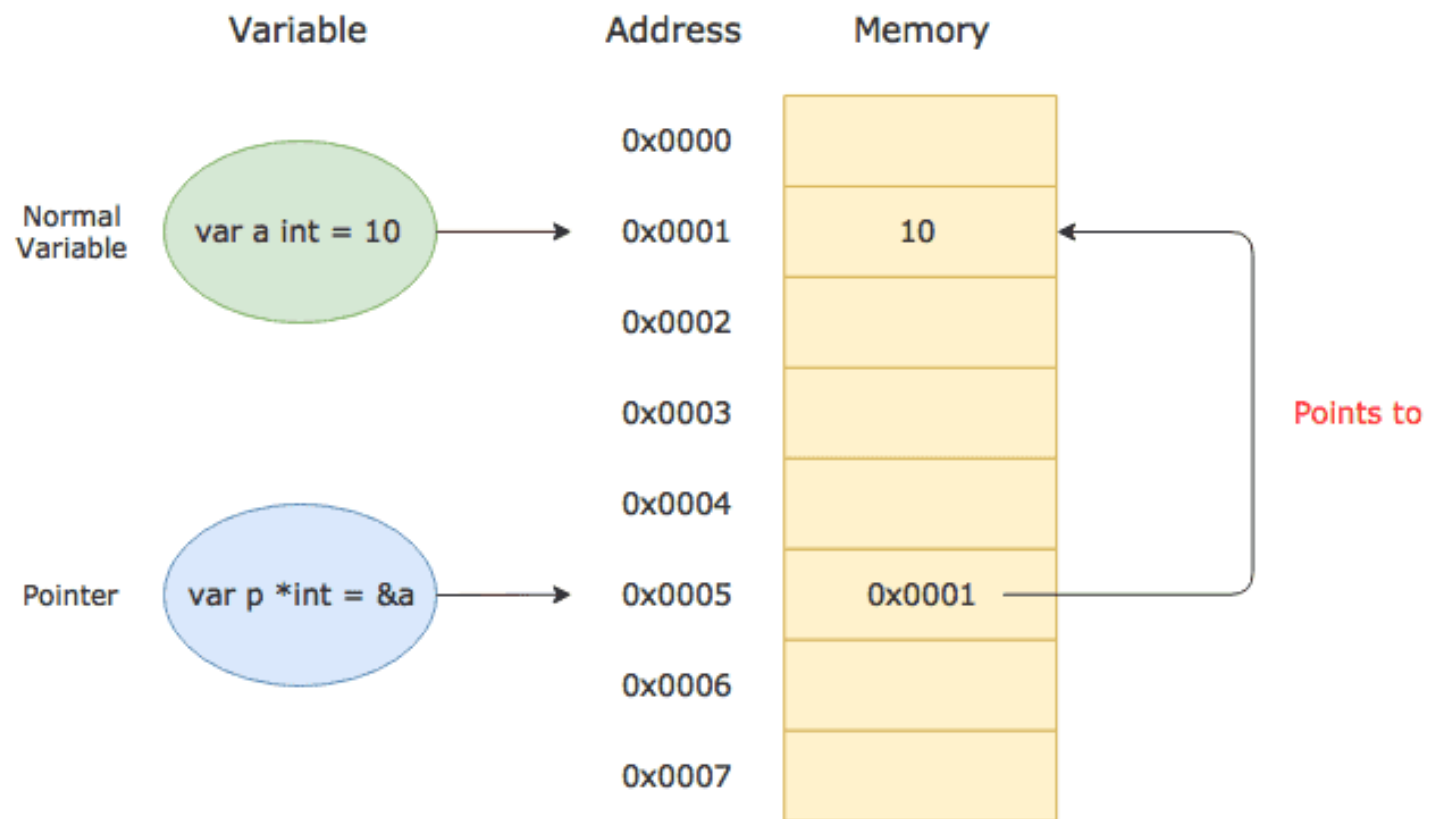 Variable Address Memory
0x0000
Normal
Variable
var a int = 10
0x0001
10
0x0002
0x0003
Points to
0x0004
Pointer
var p *int = &a
0x0005
0x0001
0x0006
0x0007